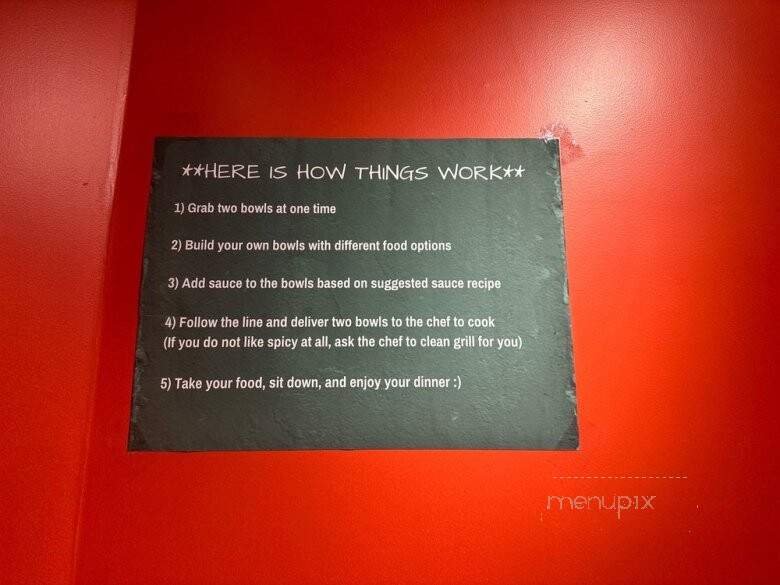 **HERE IS HOW THINGS WORK**
1) Grab two bowls at one time
2) Build your own bowls with different food options
3) Add sauce to the bowls based on suggested sauce recipe
4) Follow the line and deliver two bowls to the chef to cook
(If you do not like spicy at all, ask the chef to clean grill for you)
5) Take your food, sit down, and enjoy your dinner :)
menupix